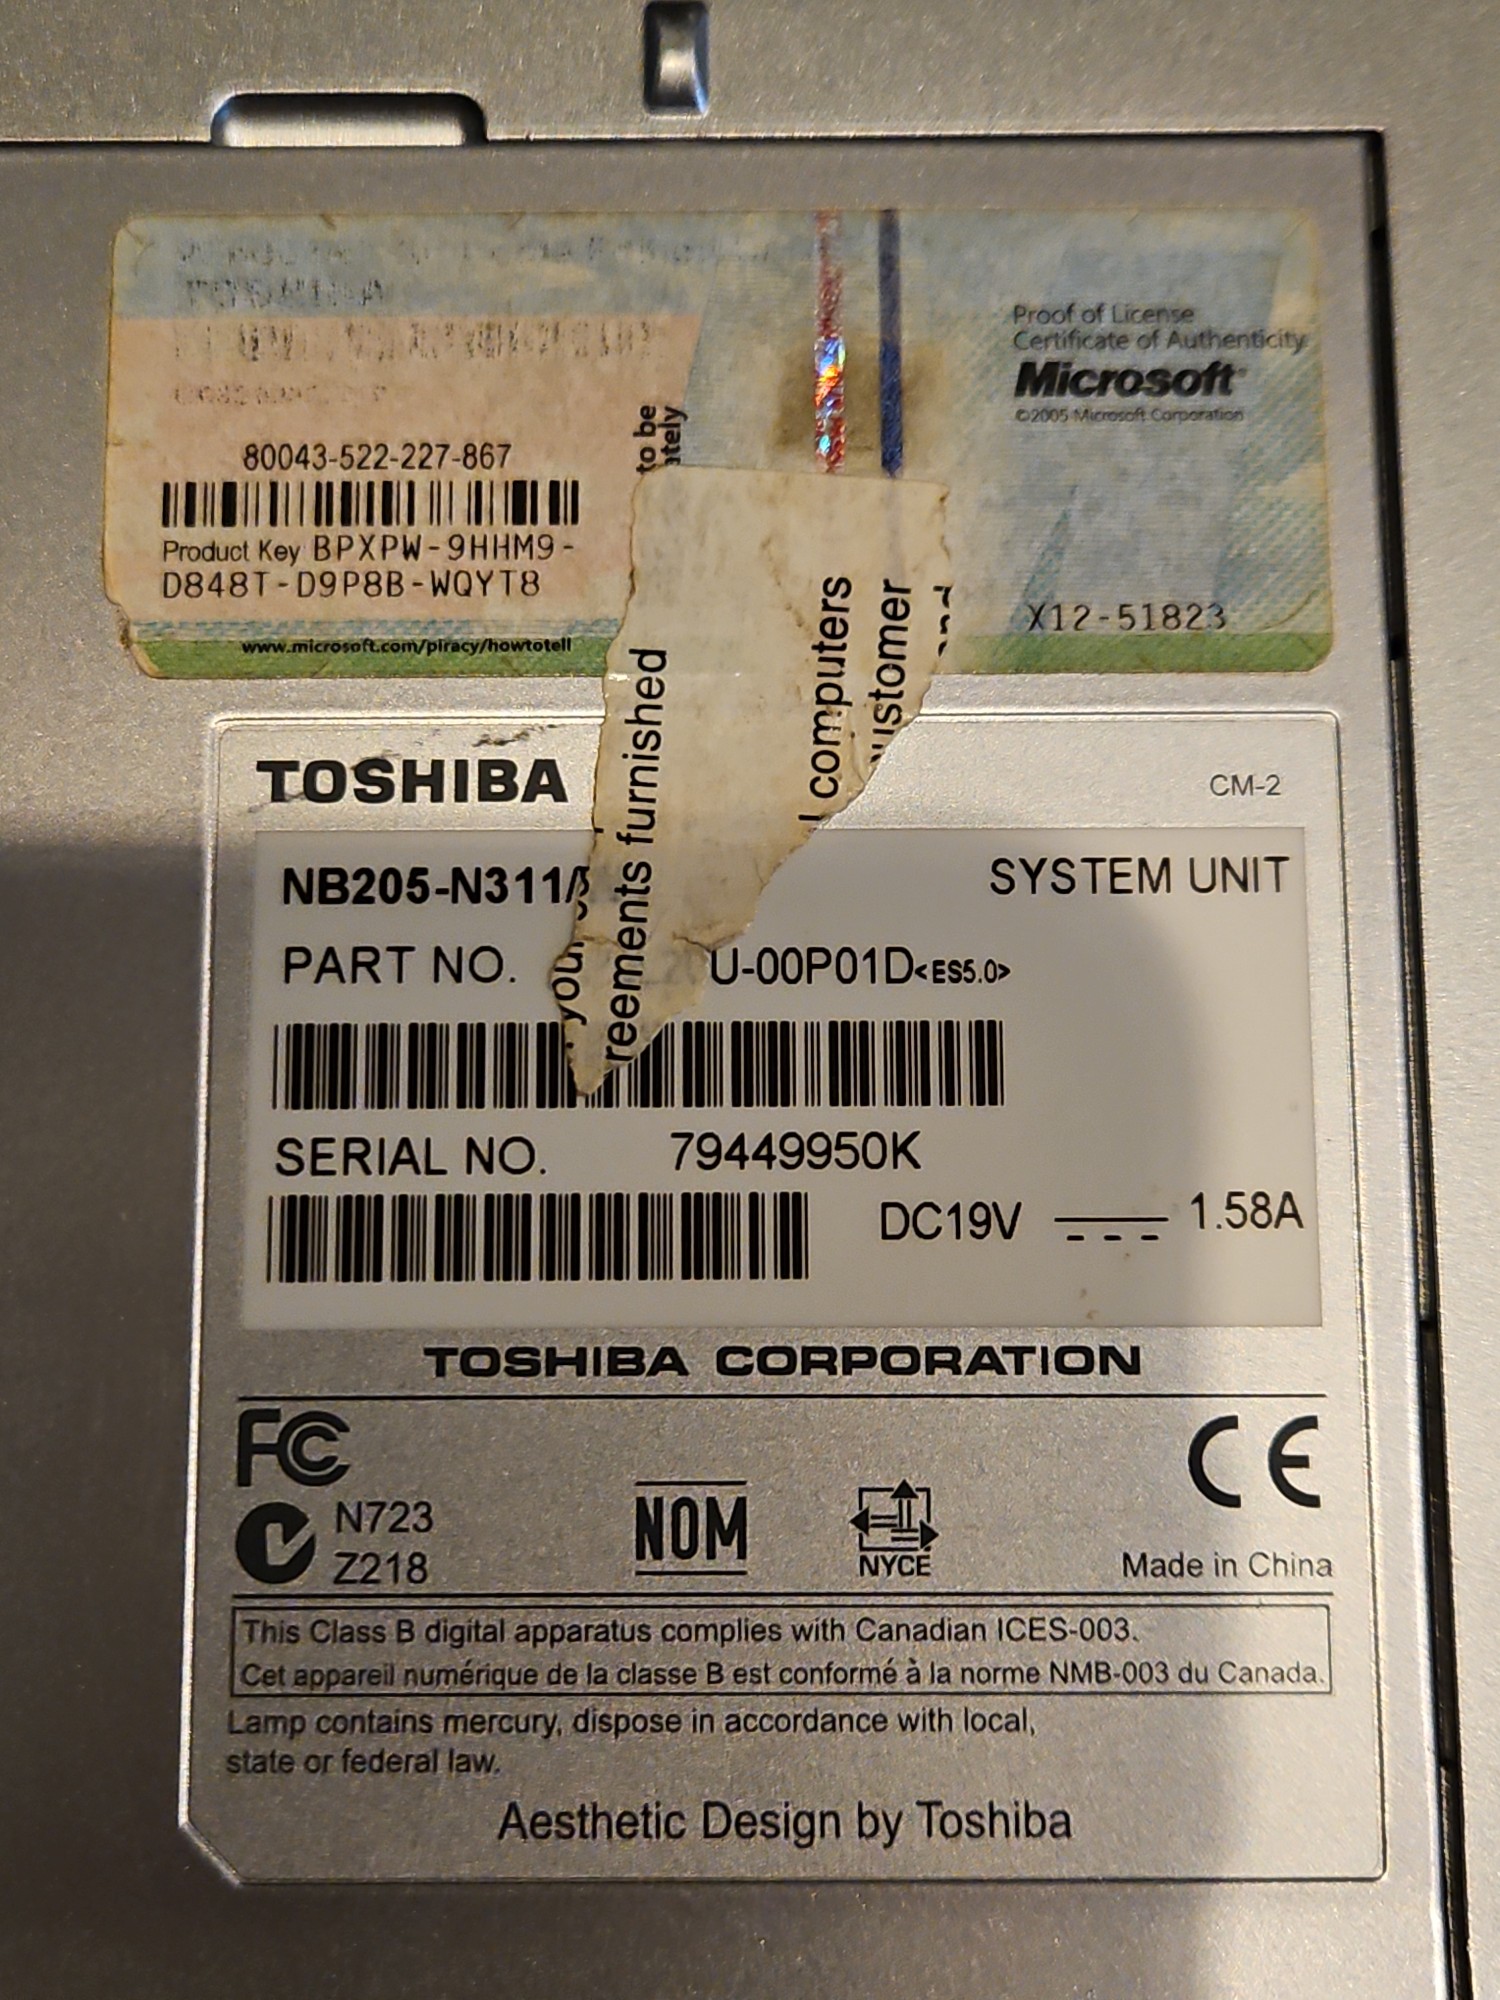 Proof of License
Certificate of Authenticity
Microsoft
©2005 Microsoft Corporation
80043-522-227-867
Product Key BPXPW-9HHM9-
D848T-D9P8B-WQYT8
X12-51823
www.microsoft.com/piracy/howtotell
to be
computers
furnished
TOSHIBA
CM-2
NB205-N311/
SYSTEM UNIT
PART NO.
U-00P01D<ES5.0>
SERIAL NO. 79449950K
DC19V 1.58A
TOSHIBA CORPORATION
FC
CE
N723
Z218
NOM
NYCE
Made in China
This Class B digital apparatus complies with Canadian ICES-003.
Cet appareil numérique de la classe B est conformé à la norme NMB-003 du Canada.
Lamp contains mercury, dispose in accordance with local,
state or federal law.
Aesthetic Design by Toshiba